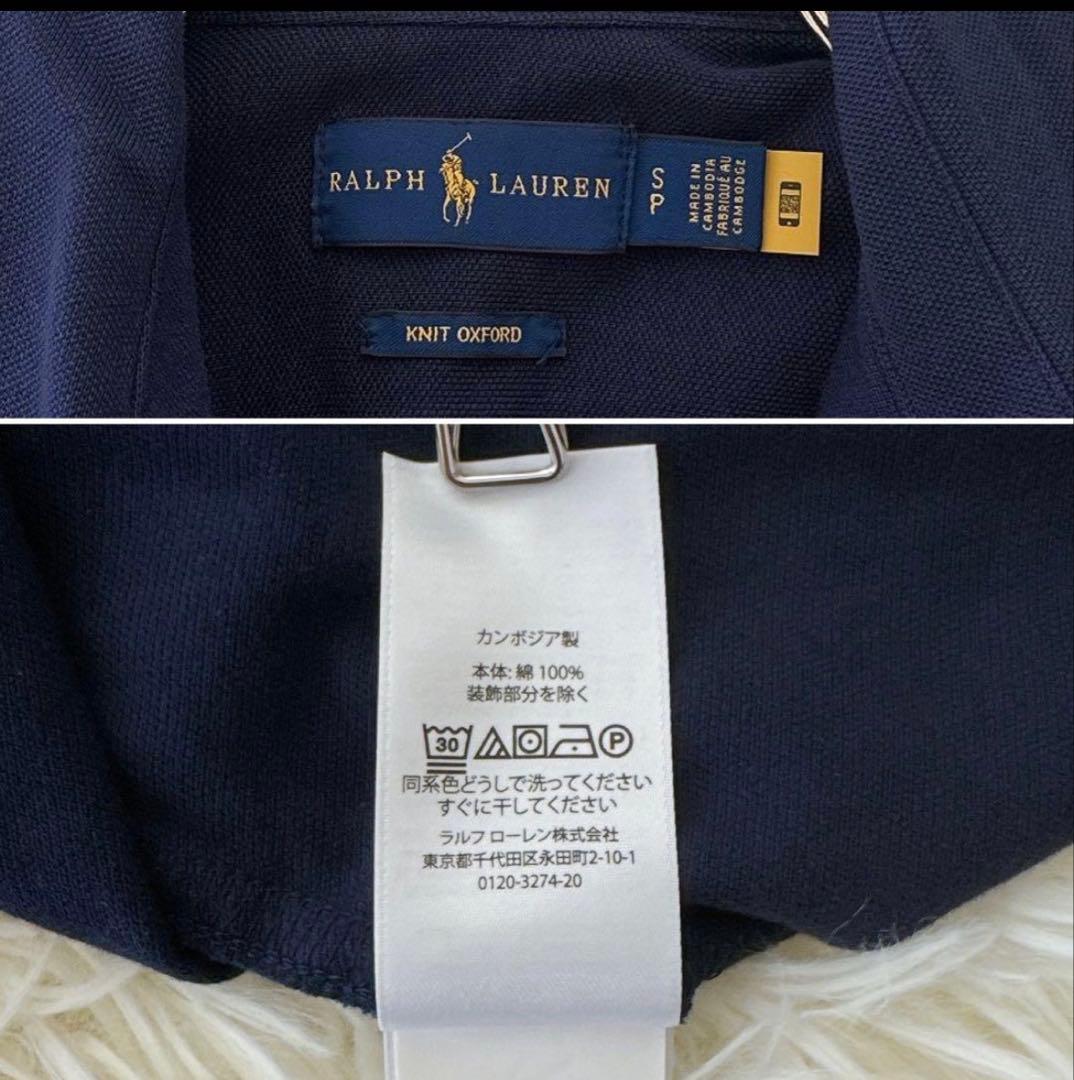 RALPH LAUREN
S
P
MADE IN
CAMBODIA
FABRIQUÉ AU
CAMBODGE
KNIT OXFORD
カンボジア製
本体: 綿 100%
装飾部分を除く
30 P
同系色どうしで洗ってください
すぐに干してください
ラルフ ローレン株式会社
東京都千代田区永田町2-10-1
0120-3274-20